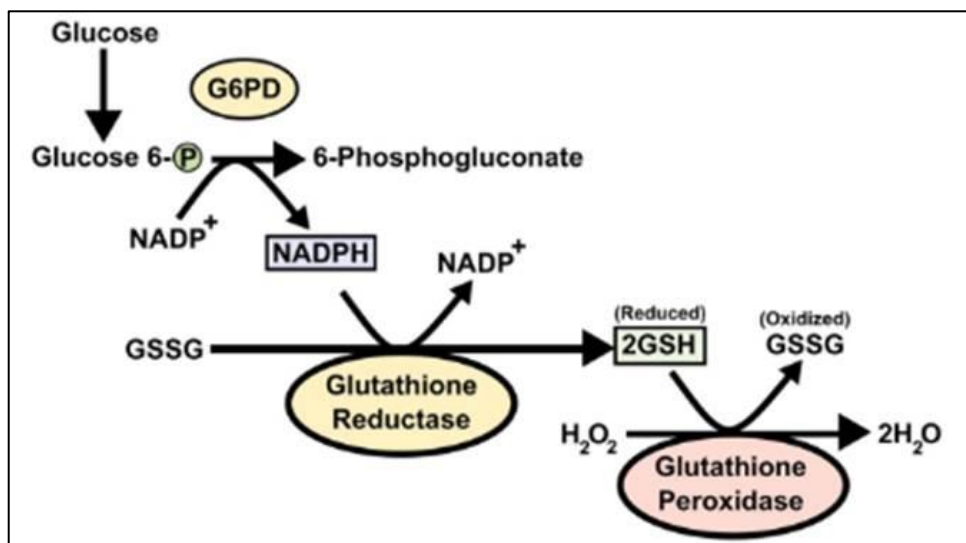 Glucose
G6PD
Glucose 6-P
6-Phosphogluconate
NADP+
NADPH
NADP+
(Reduced)
(Oxidized)
GSSG
2GSH
GSSG
Glutathione
Reductase
H2O2
2H2O
Glutathione
Peroxidase